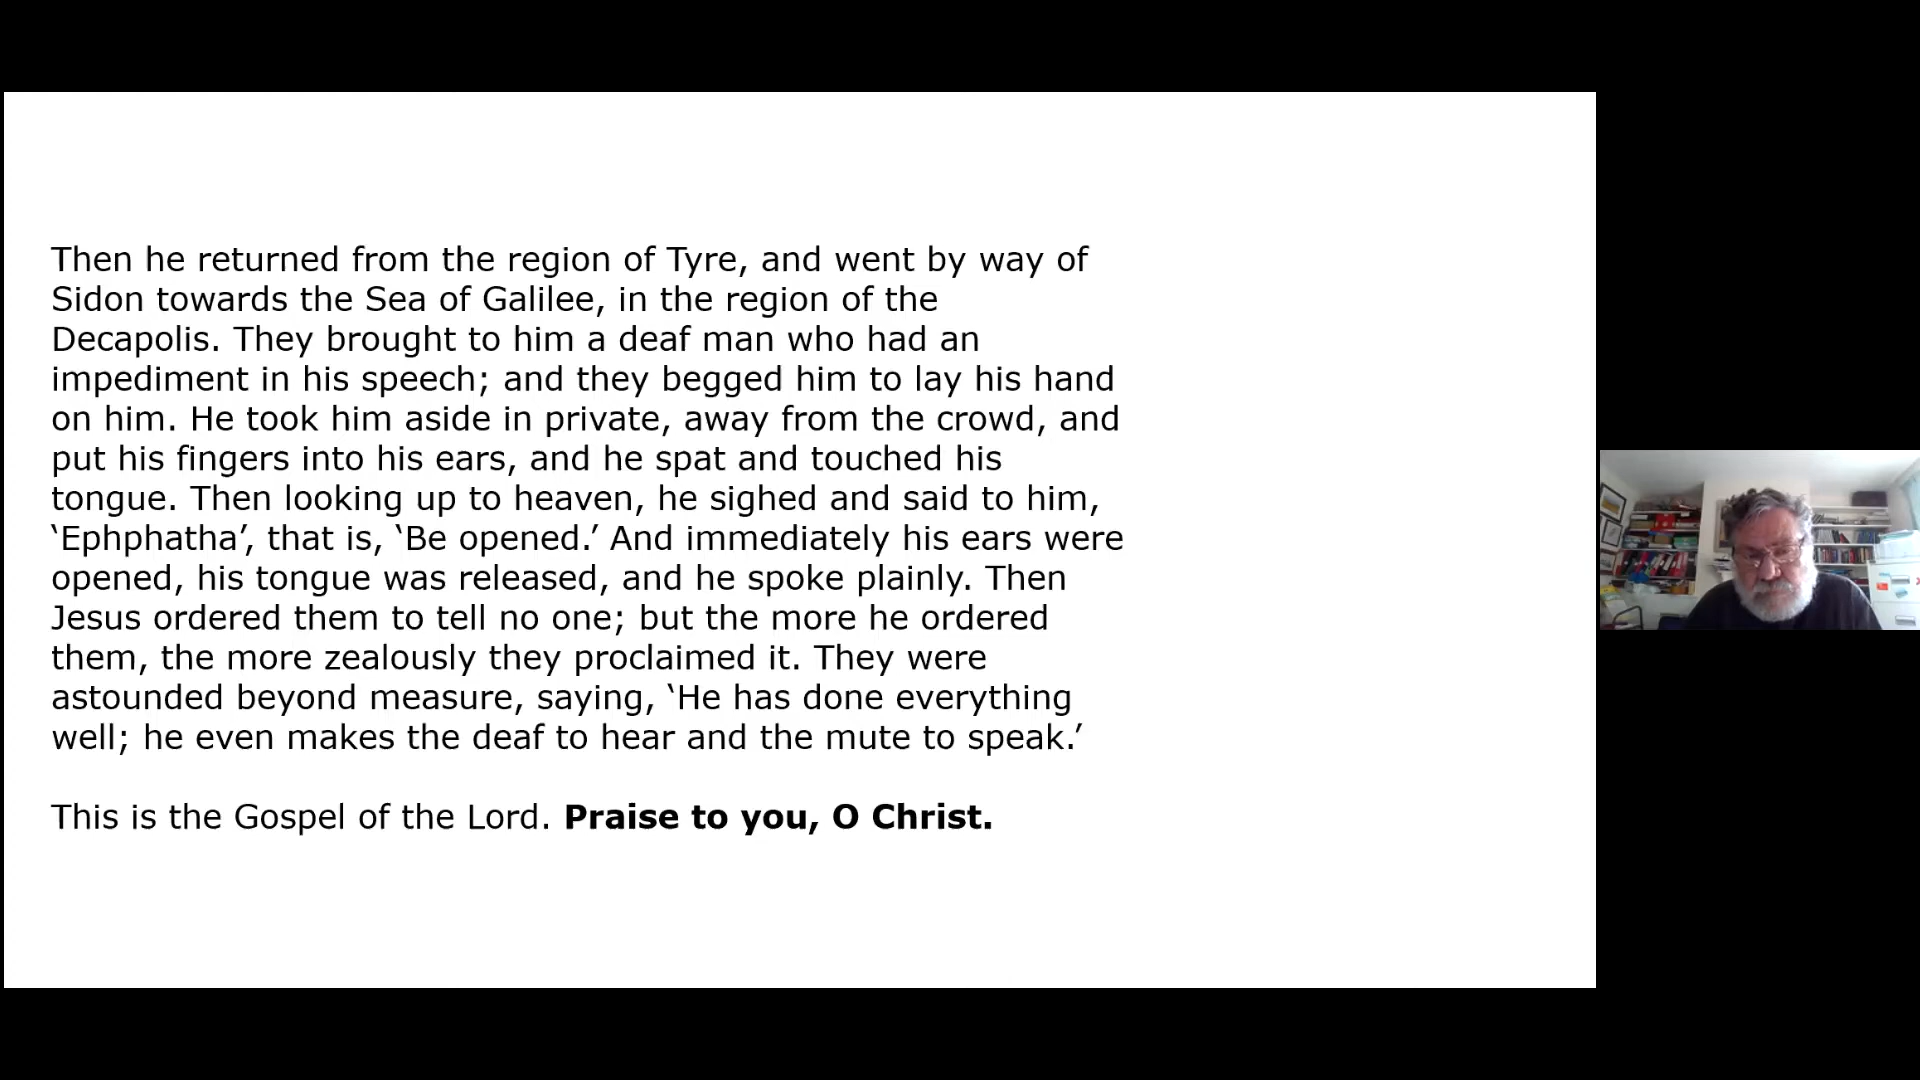 Then he returned from the region of Tyre, and went by way of
Sidon towards the Sea of Galilee, in the region of the
Decapolis. They brought to him a deaf man who had an
impediment in his speech; and they begged him to lay his hand
on him. He took him aside in private, away from the crowd, and
put his fingers into his ears, and he spat and touched his
tongue. Then looking up to heaven, he sighed and said to him,
‘Ephphatha’, that is, ‘Be opened.’ And immediately his ears were
opened, his tongue was released, and he spoke plainly. Then
Jesus ordered them to tell no one; but the more he ordered
them, the more zealously they proclaimed it. They were
astounded beyond measure, saying, ‘He has done everything
well; he even makes the deaf to hear and the mute to speak.’
This is the Gospel of the Lord. Praise to you, O Christ.